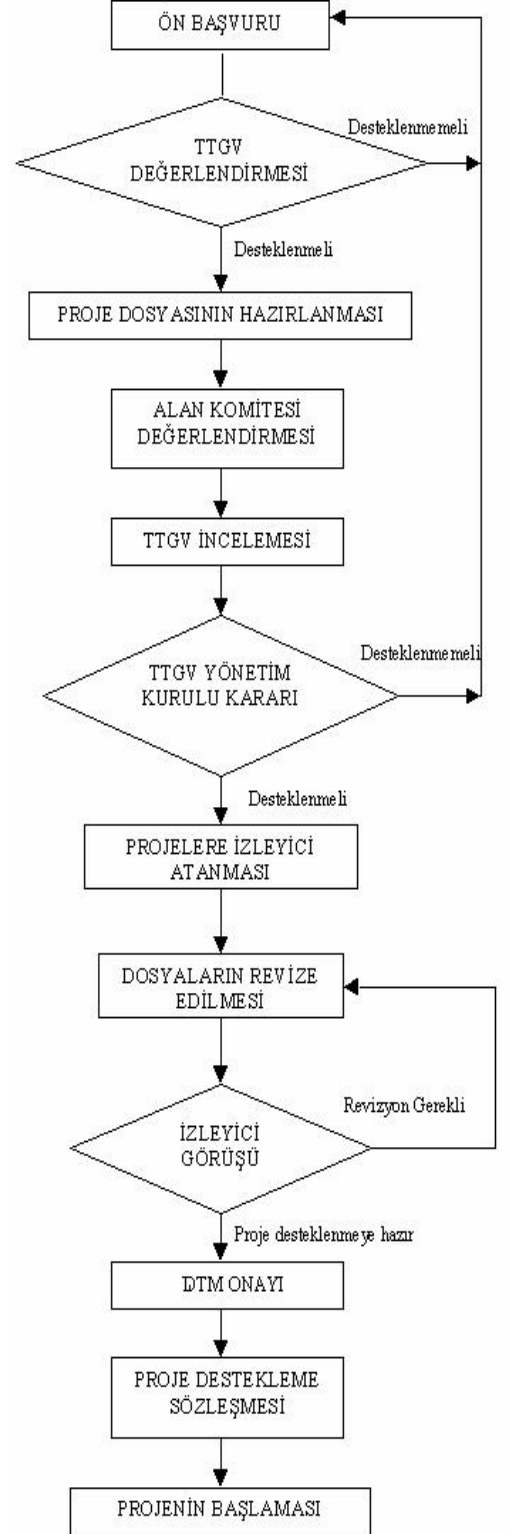 ÖN BAŞVURU
Desteklenmemeli
TTGV
DEĞERLENDİRMESİ
Desteklenmeli
PROJE DOSYASININ HAZIRLANMASI
ALAN KOMİTESİ
DEĞERLENDİRMESİ
TTGV İNCELEMESİ
Desteklenmemeli
TTGV YÖNETİM
KURULU KARARI
Desteklenmeli
PROJELERE İZLEYİCİ
ATANMASI
DOSYALARIN REVİZE
EDİLMESİ
Revizyon Gerekli
İZLEYİCİ
GÖRÜŞÜ
Proje desteklenmeye hazır
DTM ONAYI
PROJE DESTEKLEME
SÖZLEŞMESİ
PROJENİN BAŞLAMASI